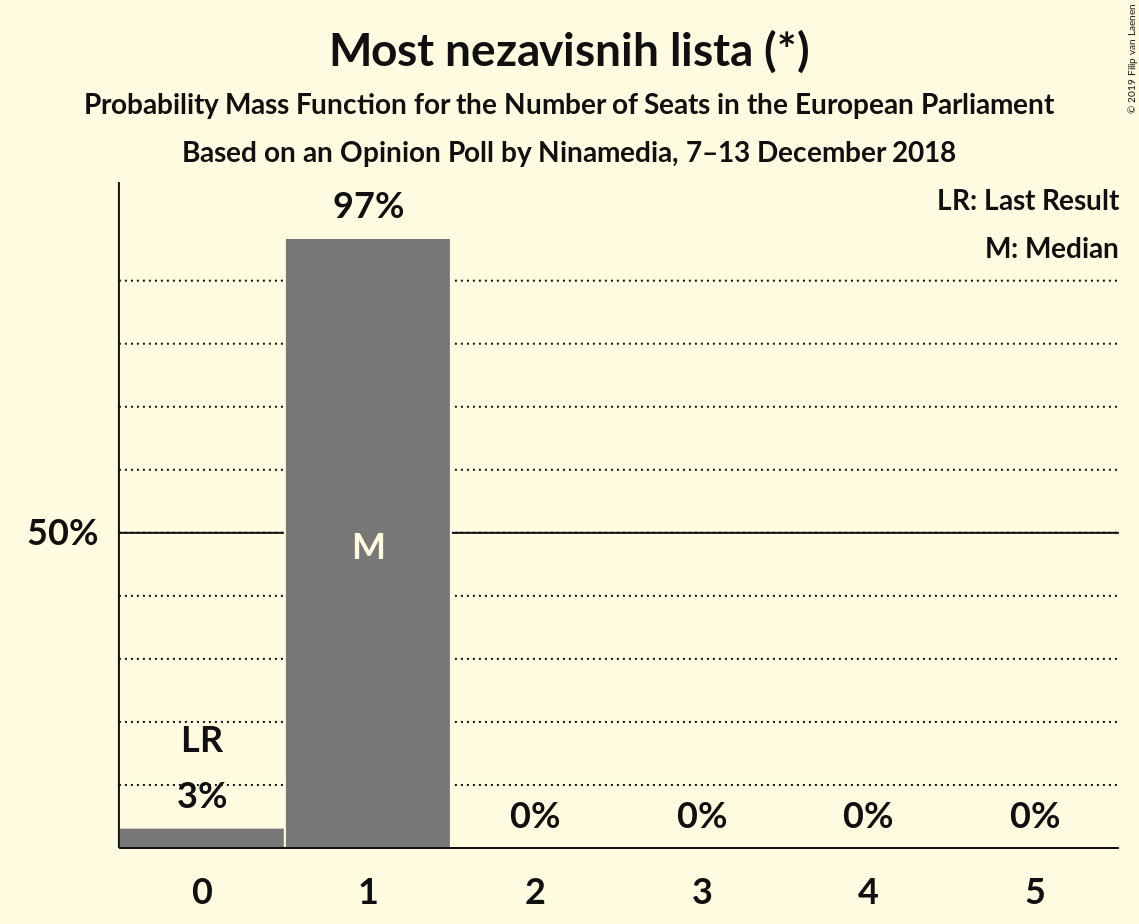 Most nezavisnih lista (*)
Probability Mass Function for the Number of Seats in the European Parliament
Based on an Opinion Poll by Ninamedia, 7–13 December 2018
© 2019 Filip van Laenen
LR: Last Result
M: Median
97%
50%
M
LR
3%
0%
0%
0%
0%
0
1
2
3
4
5